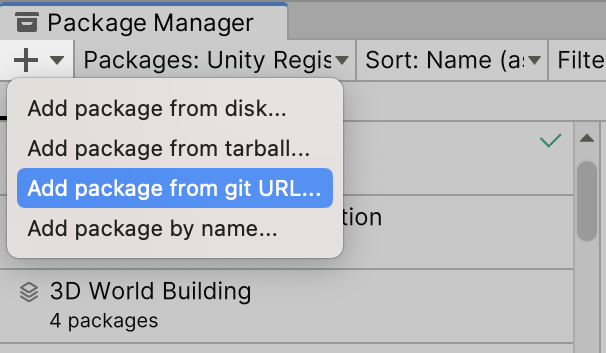 Package Manager
Packages: Unity Regis
Sort: Name (a
Filte
Add package from disk...
Add package from tarball...
Add package from git URL...
Add package by name...
tion
3D World Building
4 packages